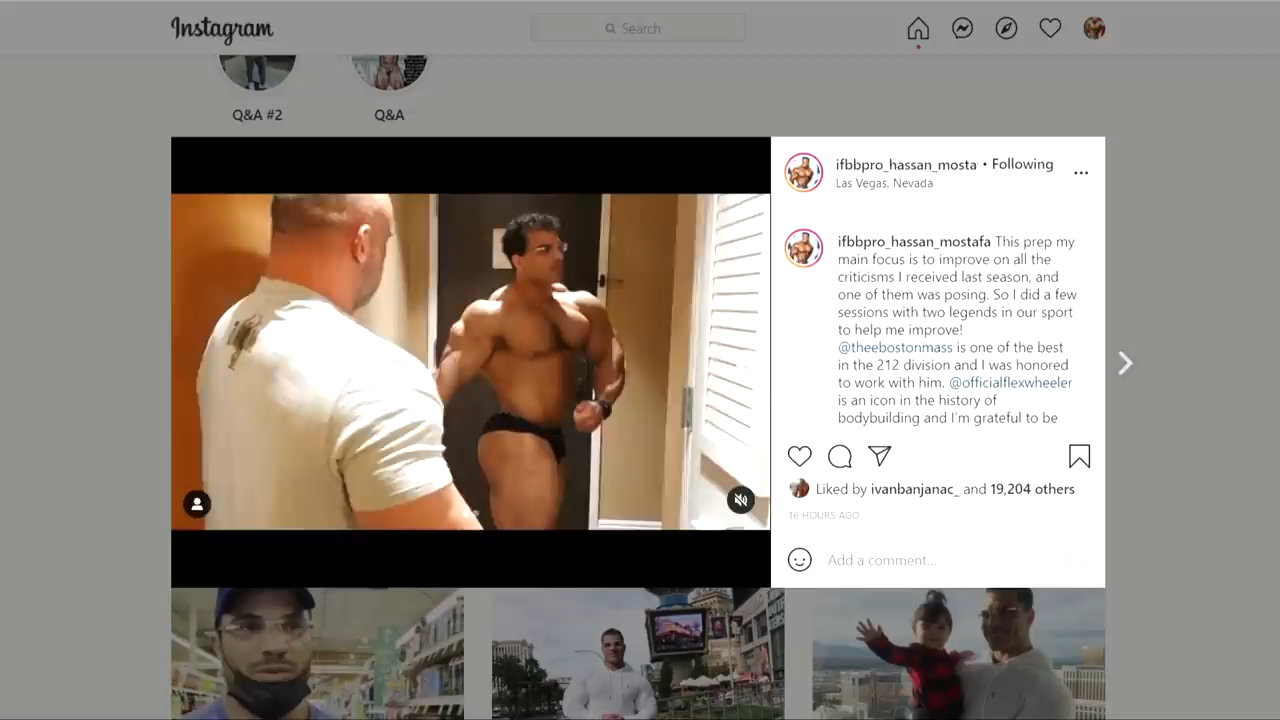 Instagram
Search
Q&A #2
Q&A
ifbbpro_hassan_mosta • Following
Las Vegas, Nevada
ifbbpro_hassan_mostafa This prep my
main focus is to improve on all the
criticisms I received last season, and
one of them was posing. So I did a few
sessions with two legends in our sport
to help me improve!
@theebostonmass is one of the best
in the 212 division and I was honored
to work with him. @officialflexwheeler
is an icon in the history of
bodybuilding and I'm grateful to be
Liked by ivanbanjanac_ and 19,204 others
16 HOURS AGO
Add a comment...